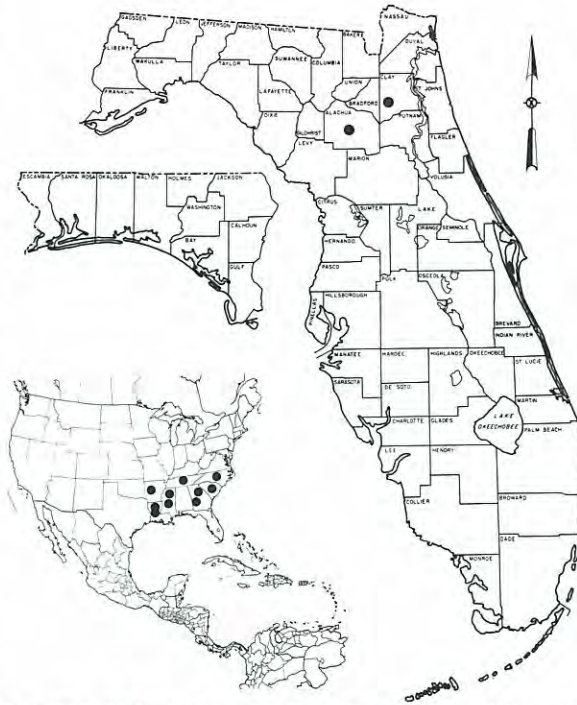 NASSAU
GADSDEN
LEON
JEFFERSON
MADISON
HAMILTON
BAKER
DUVAL
LIBERTY
WAKULLA
TAYLOR
SUWANNEE
COLUMBIA
UNION
CLAY
ST JOHNS
FRANKLIN
LAFAYETTE
BRADFORD
DIXIE
GILCHRIST
ALACHUA
PUTNAM
FLAGLER
LEVY
MARION
VOLUSIA
ESCAMBIA
SANTA ROSA
OKALOOSA
WALTON
HOLMES
JACKSON
WASHINGTON
BAY
CALHOUN
GULF
CITRUS
SUMTER
LAKE
HERNANDO
ORANGE
SEMINOLE
PASCO
POLK
OSCEOLA
PINELLAS
HILLSBOROUGH
BREVARD
INDIAN RIVER
MANATEE
HARDEE
HIGHLANDS
OKEECHOBEE
ST LUCIE
SARASOTA
DE SOTO
MARTIN
CHARLOTTE
GLADES
LAKE
OKEECHOBEE
PALM BEACH
LEE
HENDRY
COLLIER
BROWARD
DADE
MONROE